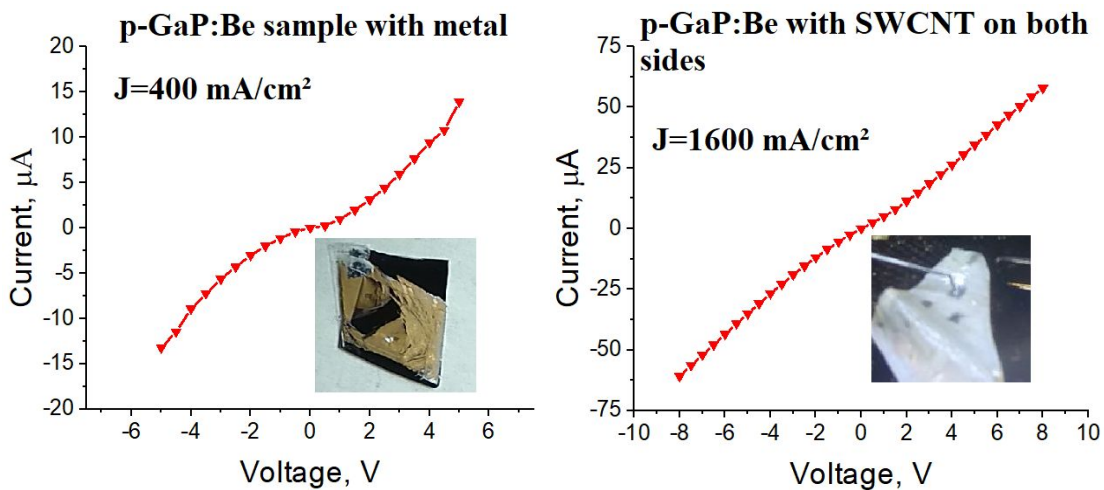 p-GaP:Be sample with metal
J=400 mA/cm²
20
15
10
5
0
-5
-10
-15
-20
Current, μA
-6 -4 -2 0 2 4 6
Voltage, V
p-GaP:Be with SWCNT on both
sides
J=1600 mA/cm²
75
50
25
0
-25
-50
-75
Current, μA
-10 -8 -6 -4 -2 0 2 4 6 8 10
Voltage, V